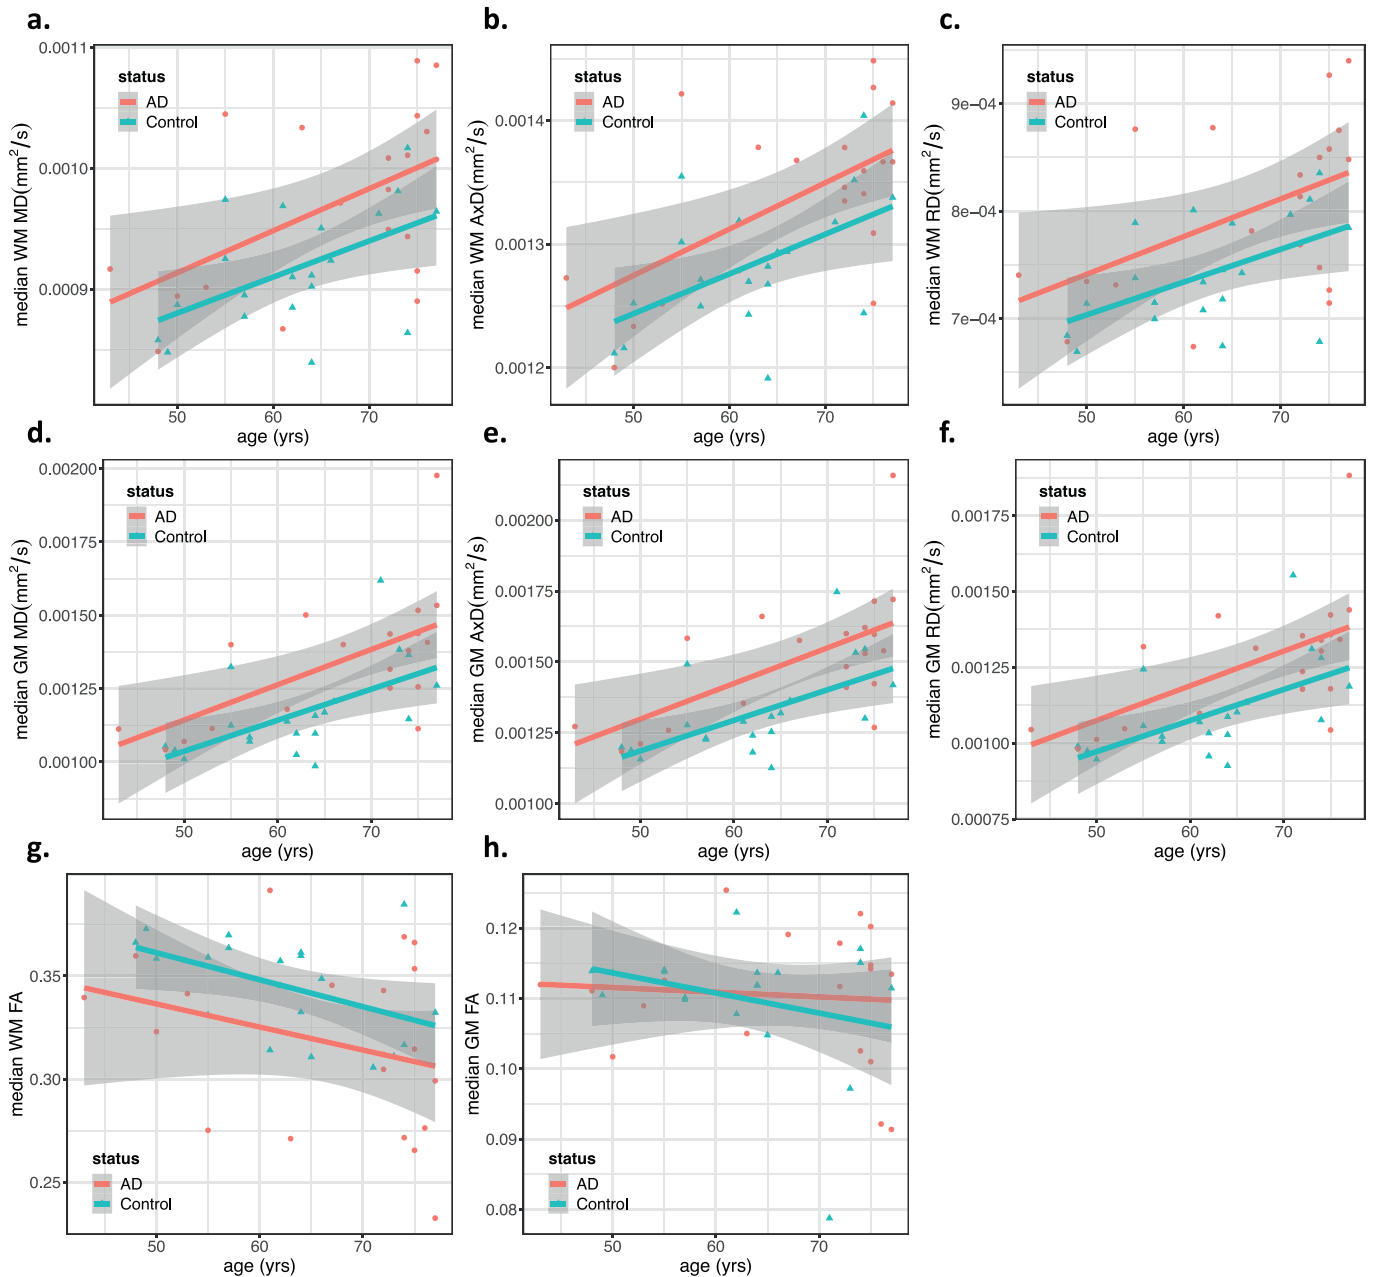 a.
median WM MD(mm²/s)
0.0011
0.0010
0.0009
status
AD
Control
50
60
70
age (yrs)
b.
median WM AxD(mm²/s)
0.0014
0.0013
0.0012
status
AD
Control
50
60
70
age (yrs)
c.
median WM RD(mm²/s)
9e−04
8e−04
7e−04
status
AD
Control
50
60
70
age (yrs)
d.
median GM MD(mm²/s)
0.00200
0.00175
0.00150
0.00125
0.00100
status
AD
Control
50
60
70
age (yrs)
e.
median GM AxD(mm²/s)
0.00200
0.00175
0.00150
0.00125
0.00100
status
AD
Control
50
60
70
age (yrs)
f.
median GM RD(mm²/s)
0.00175
0.00150
0.00125
0.00100
0.00075
status
AD
Control
50
60
70
age (yrs)
g.
median WM FA
0.35
0.30
0.25
status
AD
Control
50
60
70
age (yrs)
h.
median GM FA
0.12
0.11
0.10
0.09
0.08
status
AD
Control
50
60
70
age (yrs)